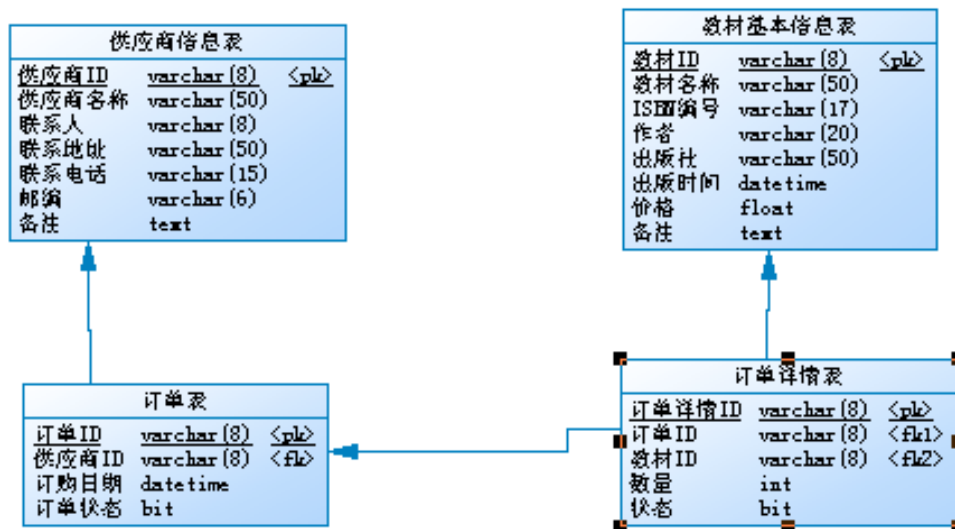 供应商信息表
供应商ID varchar(8) <pk>
供应商名称 varchar(50)
联系人 varchar(8)
联系地址 varchar(50)
联系电话 varchar(15)
邮编 varchar(6)
备注 text
教材基本信息表
教材ID varchar(8) <pk>
教材名称 varchar(50)
ISBN编号 varchar(17)
作者 varchar(20)
出版社 varchar(50)
出版时间 datetime
价格 float
备注 text
订单表
订单ID varchar(8) <pk>
供应商ID varchar(8) <fk>
订购日期 datetime
订单状态 bit
订单详情表
订单详情ID varchar(8) <pk>
订单ID varchar(8) <fk1>
教材ID varchar(8) <fk2>
数量 int
状态 bit